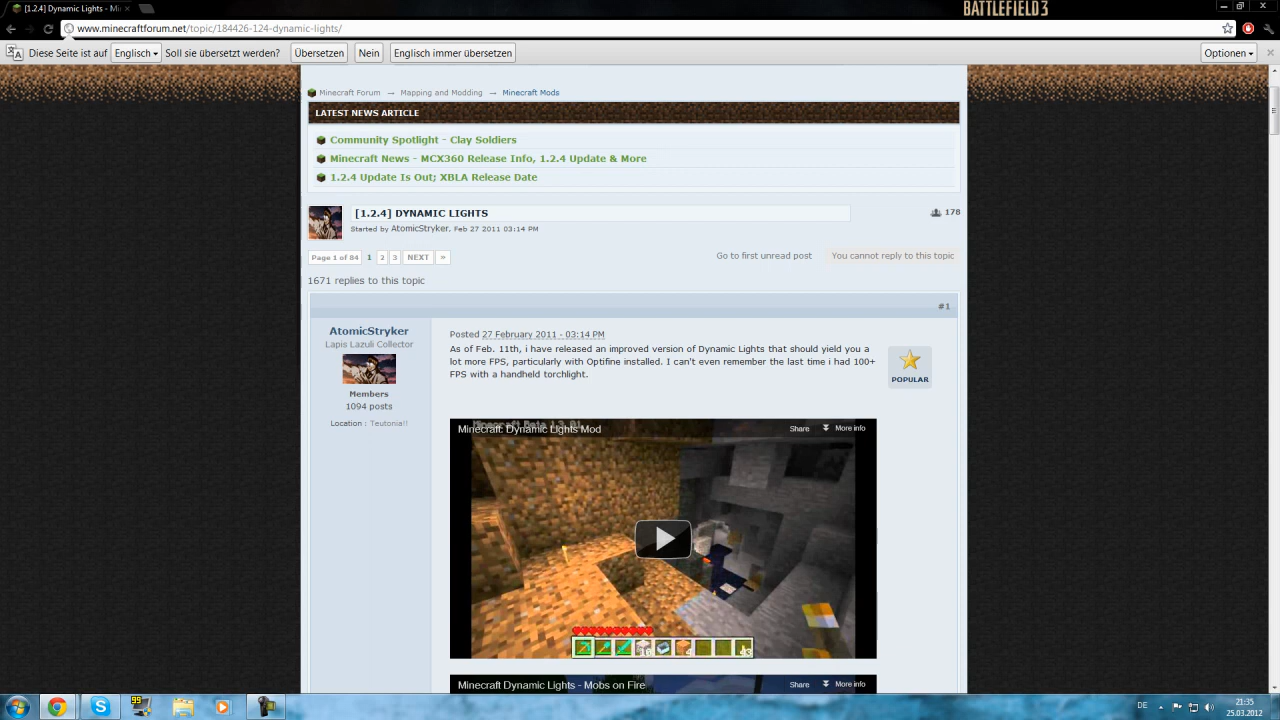 [1.2.4] Dynamic Lights - Mi
BATTLEFIELD 3
www.minecraftforum.net/topic/184426-124-dynamic-lights/
Diese Seite ist auf Englisch Soll sie übersetzt werden? Übersetzen Nein Englisch immer übersetzen Optionen
Minecraft Forum → Mapping and Modding → Minecraft Mods
LATEST NEWS ARTICLE
Community Spotlight - Clay Soldiers
Minecraft News - MCX360 Release Info, 1.2.4 Update & More
1.2.4 Update Is Out; XBLA Release Date
[1.2.4] DYNAMIC LIGHTS
178
Started by AtomicStryker, Feb 27 2011 03:14 PM
Page 1 of 84 1 2 3 NEXT »
Go to first unread post You cannot reply to this topic
1671 replies to this topic
#1
AtomicStryker
Lapis Lazuli Collector
Members
1094 posts
Location : Teutonia!!
Posted 27 February 2011 - 03:14 PM
As of Feb. 11th, i have released an improved version of Dynamic Lights that should yield you a
lot more FPS, particularly with Optifine installed. I can't even remember the last time i had 100+
FPS with a handheld torchlight.
POPULAR
Minecraft: Dynamic Lights Mod Share More info
Minecraft Dynamic Lights - Mobs on Fire Share More info
99
DE
21:35
25.03.2012